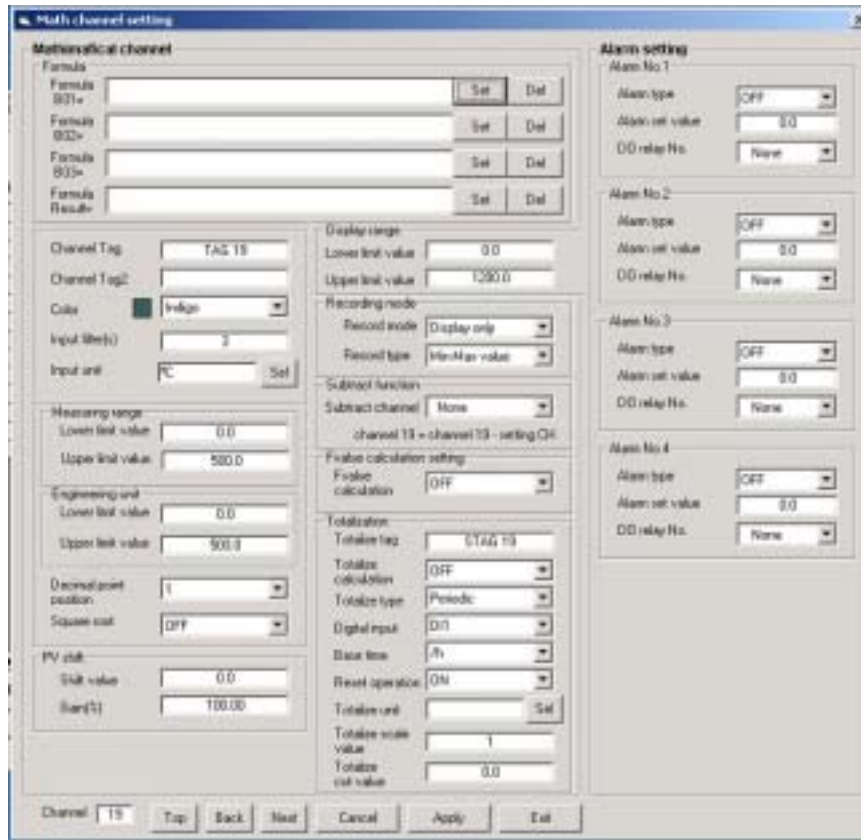 Math channel setting
Mathematical channel
Formula
Formula B01= Set Del
Formula B02= Set Del
Formula B03= Set Del
Formula Result= Set Del
Channel Tag TAG 19
Channel Tag2
Color Indigo
Input filter(s)
Input unit ℃ Set
Measuring range
Lower limit value 0.0
Upper limit value 500.0
Engineering unit
Lower limit value 0.0
Upper limit value 500.0
Decimal point position 1
Square root OFF
PV shift
Shift value 0.0
100.00
Display range
Lower limit value 0.0
Upper limit value 1200.0
Recording mode
Record mode Display only
Record type Min/Max value
Subtract function
Subtract channel None
channel 19 = channel 19 - setting CH
F value calculation setting
F value calculation OFF
Totalization
Totalize tag STAG 19
Totalize calculation OFF
Totalize type Periodic
Digital input DI1
Base time /h
Reset operation ON
Totalize unit Set
Totalize scale value 1
Totalize cut value 0.0
Alarm setting
Alarm No.1
Alarm type OFF
Alarm set value 0.0
DO relay No. None
Alarm No.2
Alarm type OFF
Alarm set value 0.0
DO relay No. None
Alarm No.3
Alarm type OFF
Alarm set value 0.0
DO relay No. None
Alarm No.4
Alarm type OFF
Alarm set value 0.0
DO relay No. None
Channel 19 Top Back Next Cancel Apply Exit